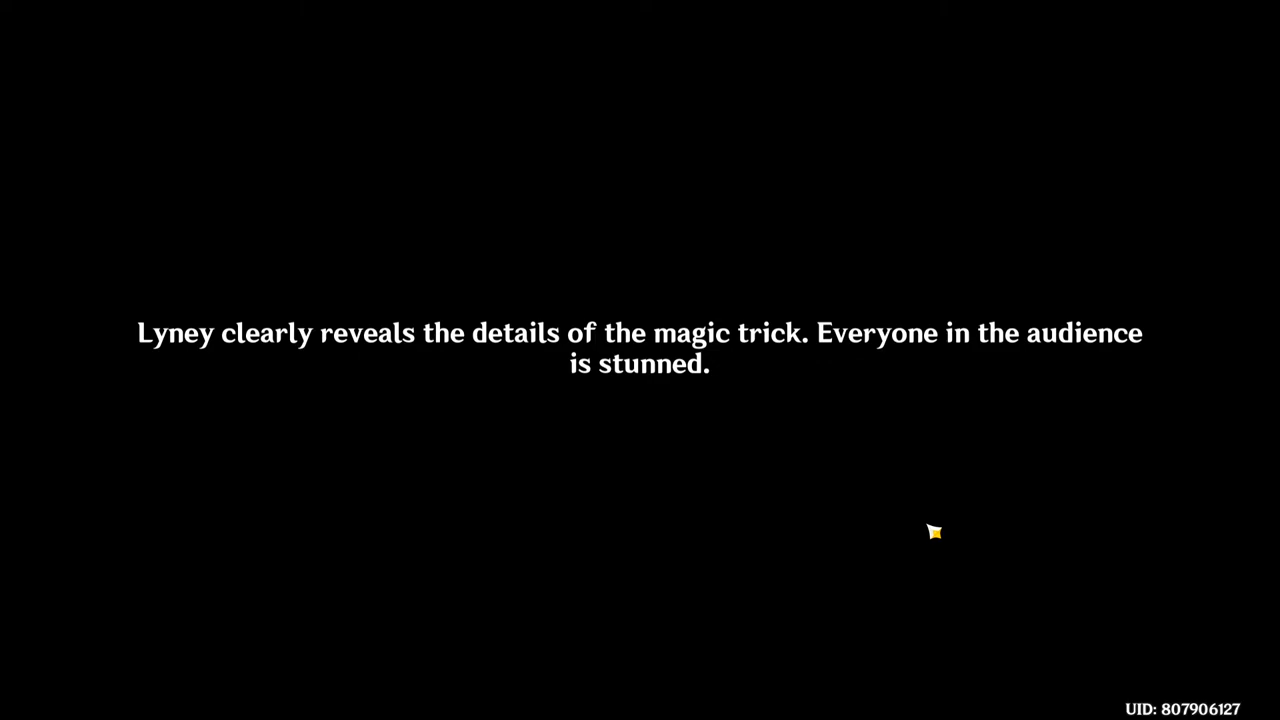 Lyney clearly reveals the details of the magic trick. Everyone in the audience
is stunned.
UID: 807906127